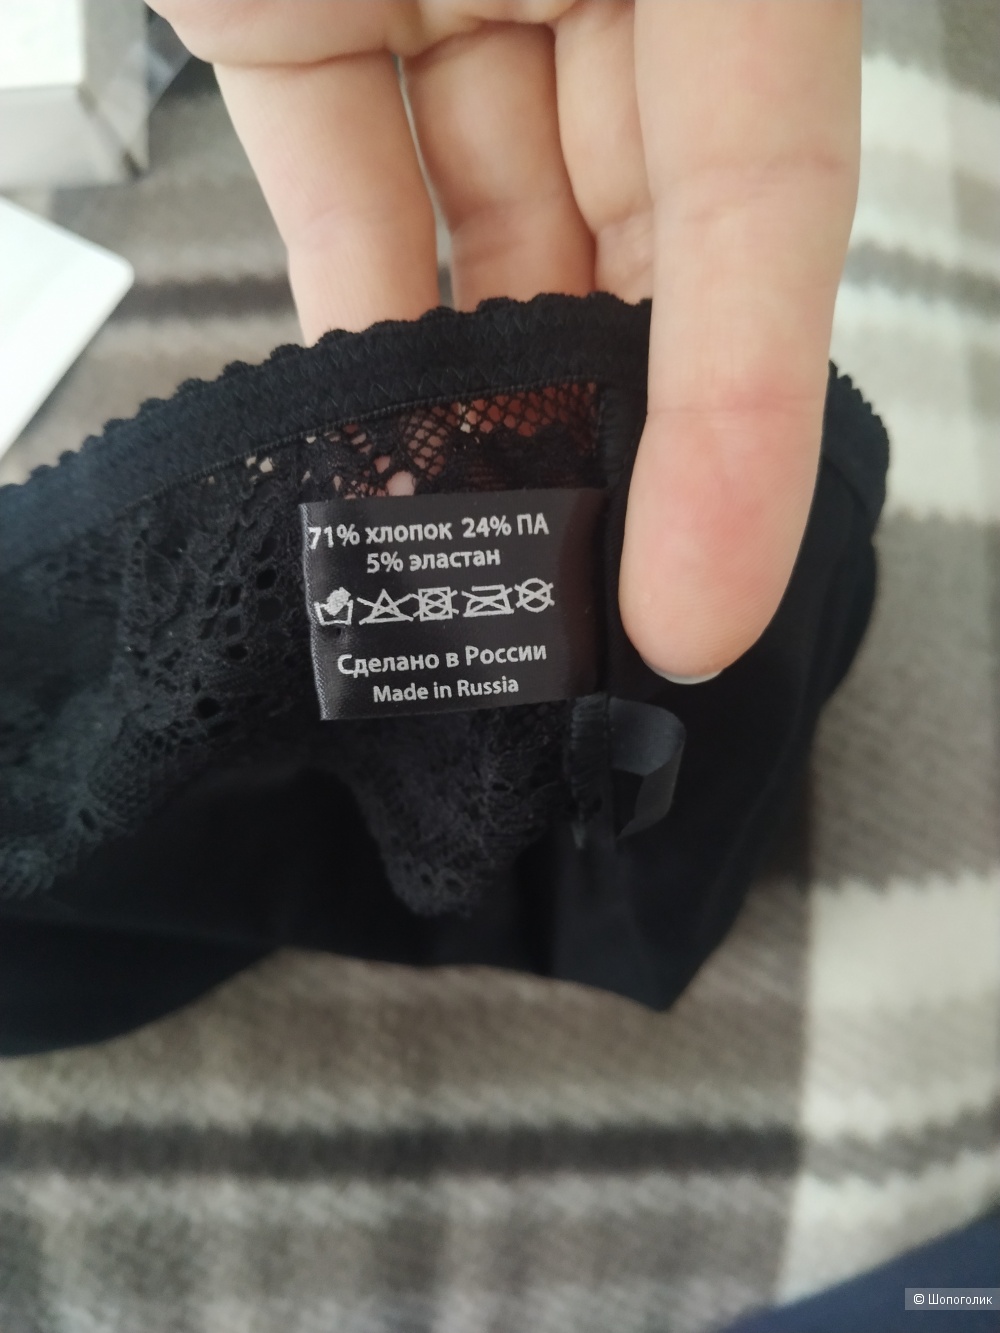 71% хлопок 24% ПА
5% эластан
Сделано в России
Made in Russia
© Шопоголик